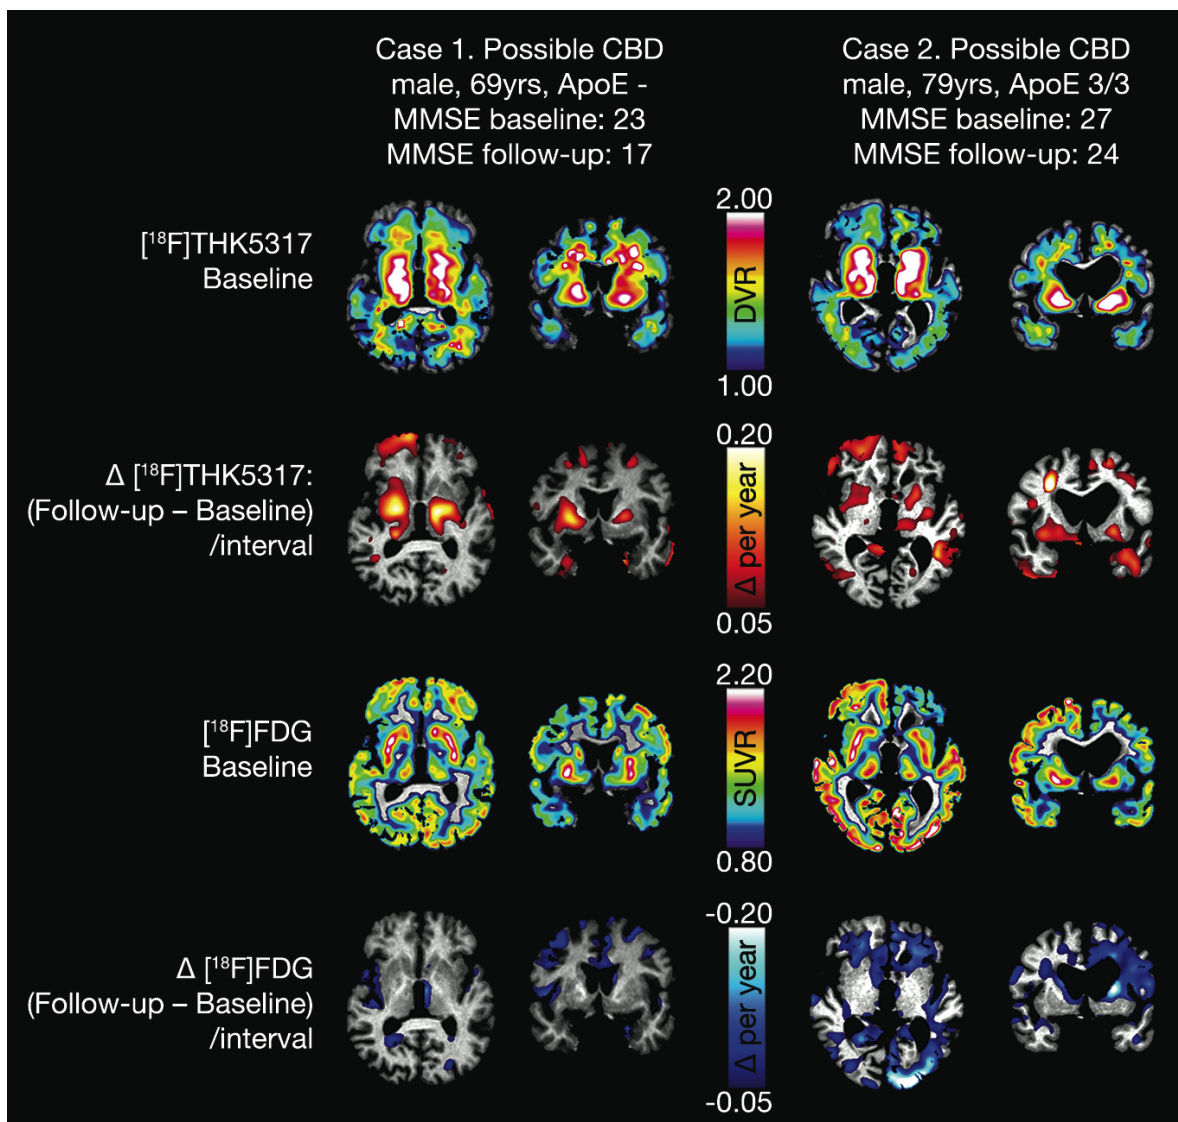 Case 1. Possible CBD
male, 69yrs, ApoE -
MMSE baseline: 23
MMSE follow-up: 17
Case 2. Possible CBD
male, 79yrs, ApoE 3/3
MMSE baseline: 27
MMSE follow-up: 24
[¹⁸F]THK5317
Baseline
2.00
DVR
1.00
Δ [¹⁸F]THK5317:
(Follow-up – Baseline)
/interval
0.20
Δ per year
0.05
[¹⁸F]FDG
Baseline
2.20
SUVR
0.80
Δ [¹⁸F]FDG
(Follow-up – Baseline)
/interval
-0.20
Δ per year
-0.05